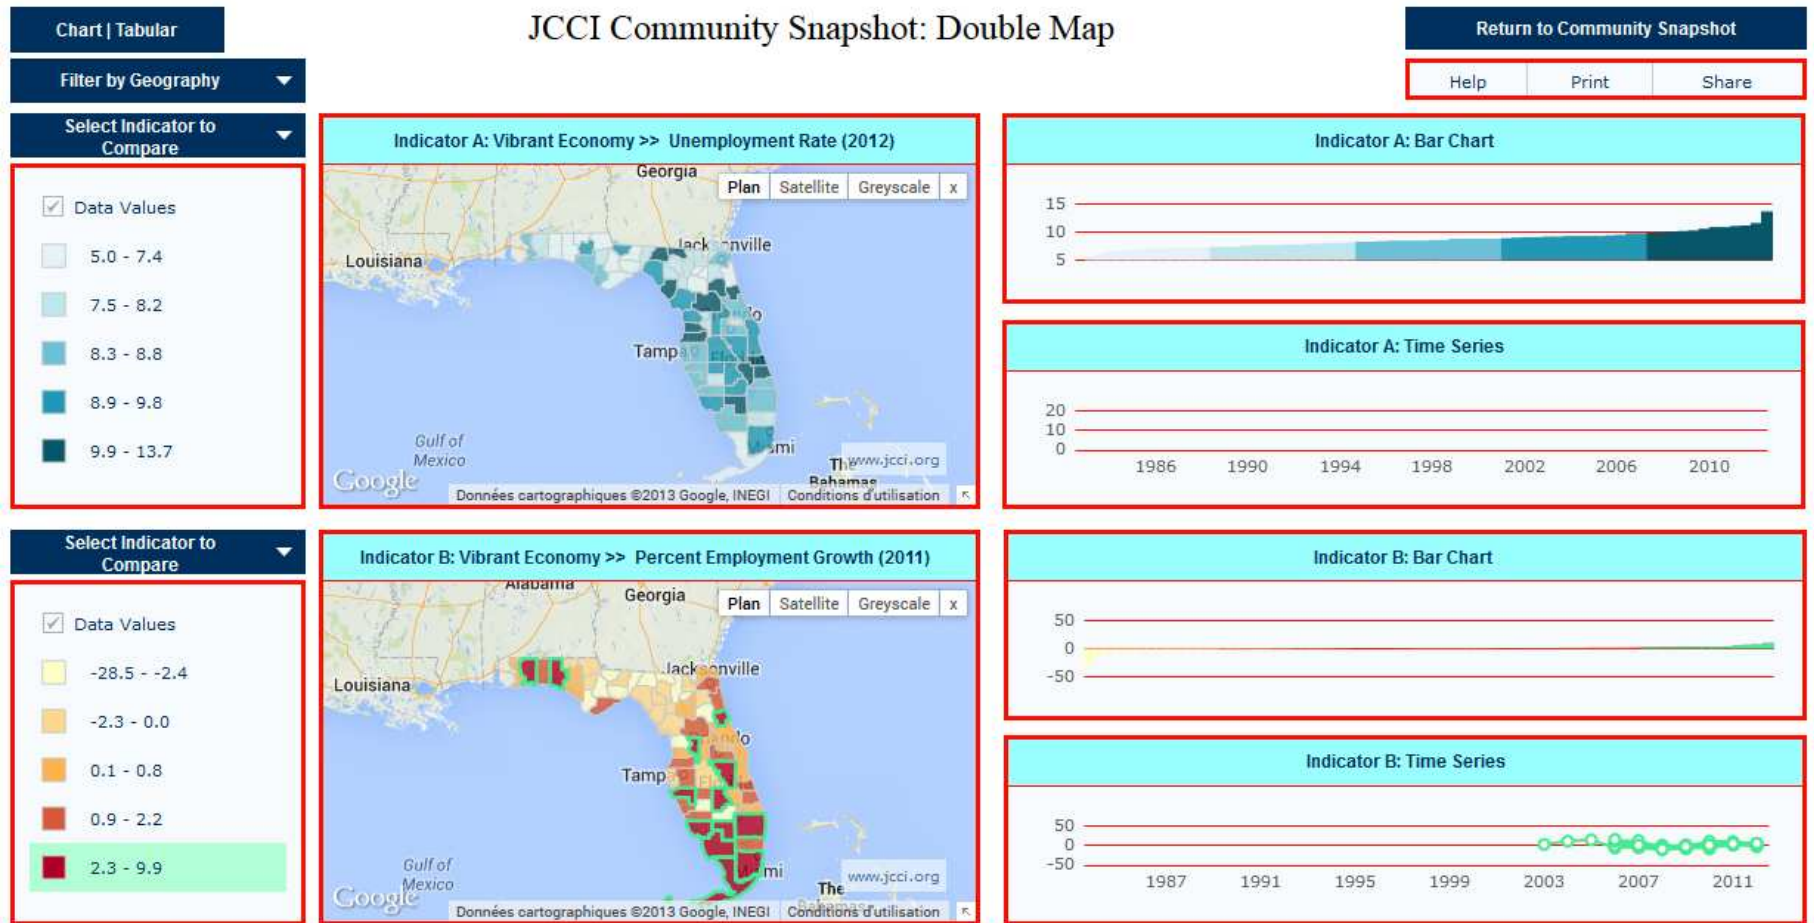 Chart | Tabular
JCCI Community Snapshot: Double Map
Return to Community Snapshot
Filter by Geography
Help
Print
Share
Select Indicator to
Compare
Data Values
5.0 - 7.4
7.5 - 8.2
8.3 - 8.8
8.9 - 9.8
9.9 - 13.7
Indicator A: Vibrant Economy >> Unemployment Rate (2012)
Georgia
Plan
Satellite
Greyscale
x
Louisiana
Tampa
Gulf of
Mexico
The
Bahamas
www.jcci.org
Google
Données cartographiques ©2013 Google, INEGI
Conditions d'utilisation
Indicator A: Bar Chart
15
10
5
Indicator A: Time Series
20
10
0
1986 1990 1994 1998 2002 2006 2010
Select Indicator to
Compare
Data Values
-28.5 - -2.4
-2.3 - 0.0
0.1 - 0.8
0.9 - 2.2
2.3 - 9.9
Indicator B: Vibrant Economy >> Percent Employment Growth (2011)
Alabama
Georgia
Plan
Satellite
Greyscale
x
Jacksonville
Louisiana
Gulf of
Mexico
The
www.jcci.org
Google
Données cartographiques ©2013 Google, INEGI
Conditions d'utilisation
Indicator B: Bar Chart
50
0
-50
Indicator B: Time Series
50
0
-50
1987 1991 1995 1999 2003 2007 2011